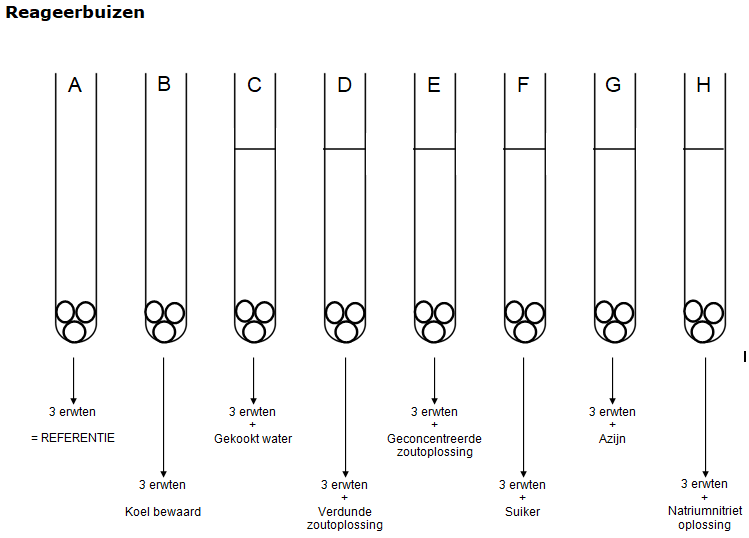 Reageerbuizen
A
B
C
D
E
F
G
H
3 erwten
= REFERENTIE
3 erwten
Koel bewaard
3 erwten
+
Gekookt water
3 erwten
+
Verdunde
zoutoplossing
3 erwten
+
Geconcentreerde
zoutoplossing
3 erwten
+
Suiker
3 erwten
+
Azijn
3 erwten
+
Natriumnitriet
oplossing